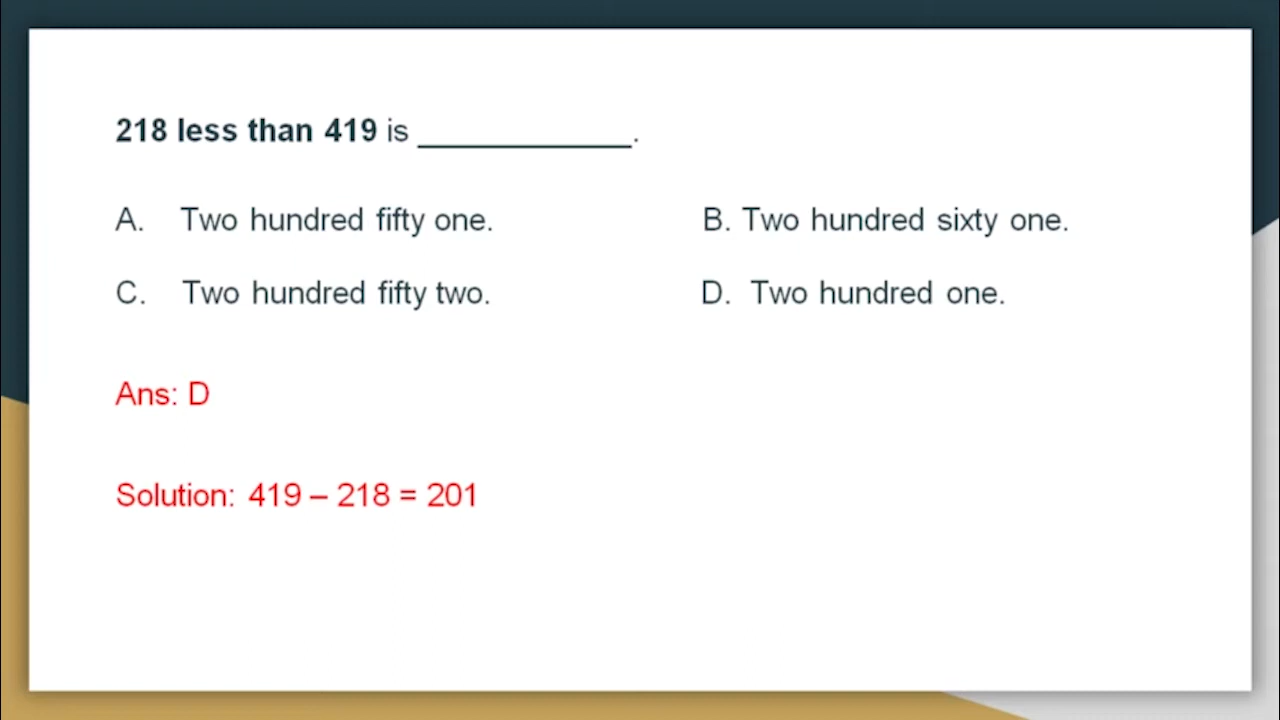 218 less than 419 is ____________.
A. Two hundred fifty one. B. Two hundred sixty one.
C. Two hundred fifty two. D. Two hundred one.
Ans: D
Solution: 419 – 218 = 201